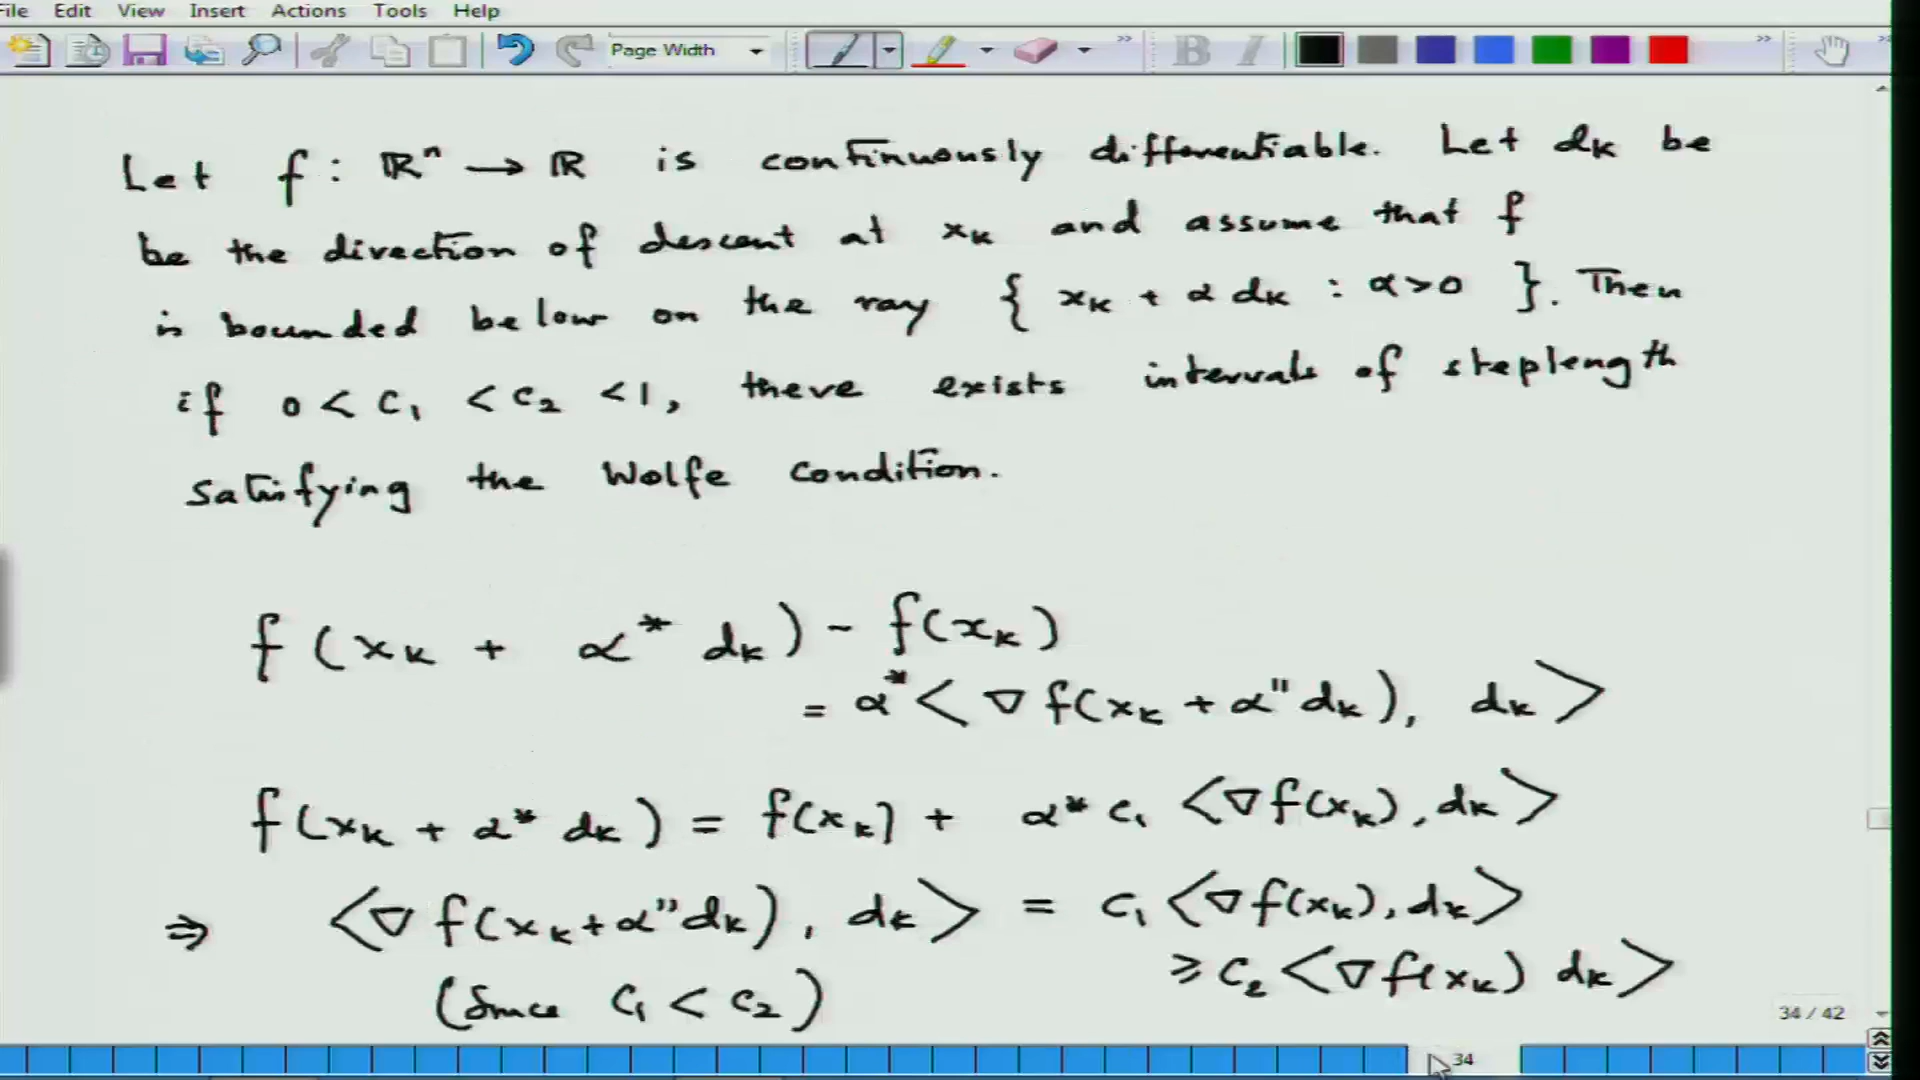 File Edit View Insert Actions Tools Help
Page Width
Let f : ℝⁿ → ℝ is continuously differentiable. Let dₖ be
be the direction of descent at xₖ and assume that f
is bounded below on the ray { xₖ + α dₖ : α>0 }. Then
if 0 < c₁ < c₂ < 1, there exists intervals of steplength
satisfying the Wolfe condition.
f (xₖ + α* dₖ) - f(xₖ)
= α* < ∇ f(xₖ + α" dₖ), dₖ >
f (xₖ + α* dₖ) = f(xₖ) + α* c₁ <∇ f(xₖ), dₖ>
⇒ <∇ f(xₖ+α"dₖ), dₖ> = c₁ <∇ f(xₖ), dₖ>
≥ c₂ <∇ f(xₖ) dₖ>
(Since c₁ < c₂)
34 / 42
34